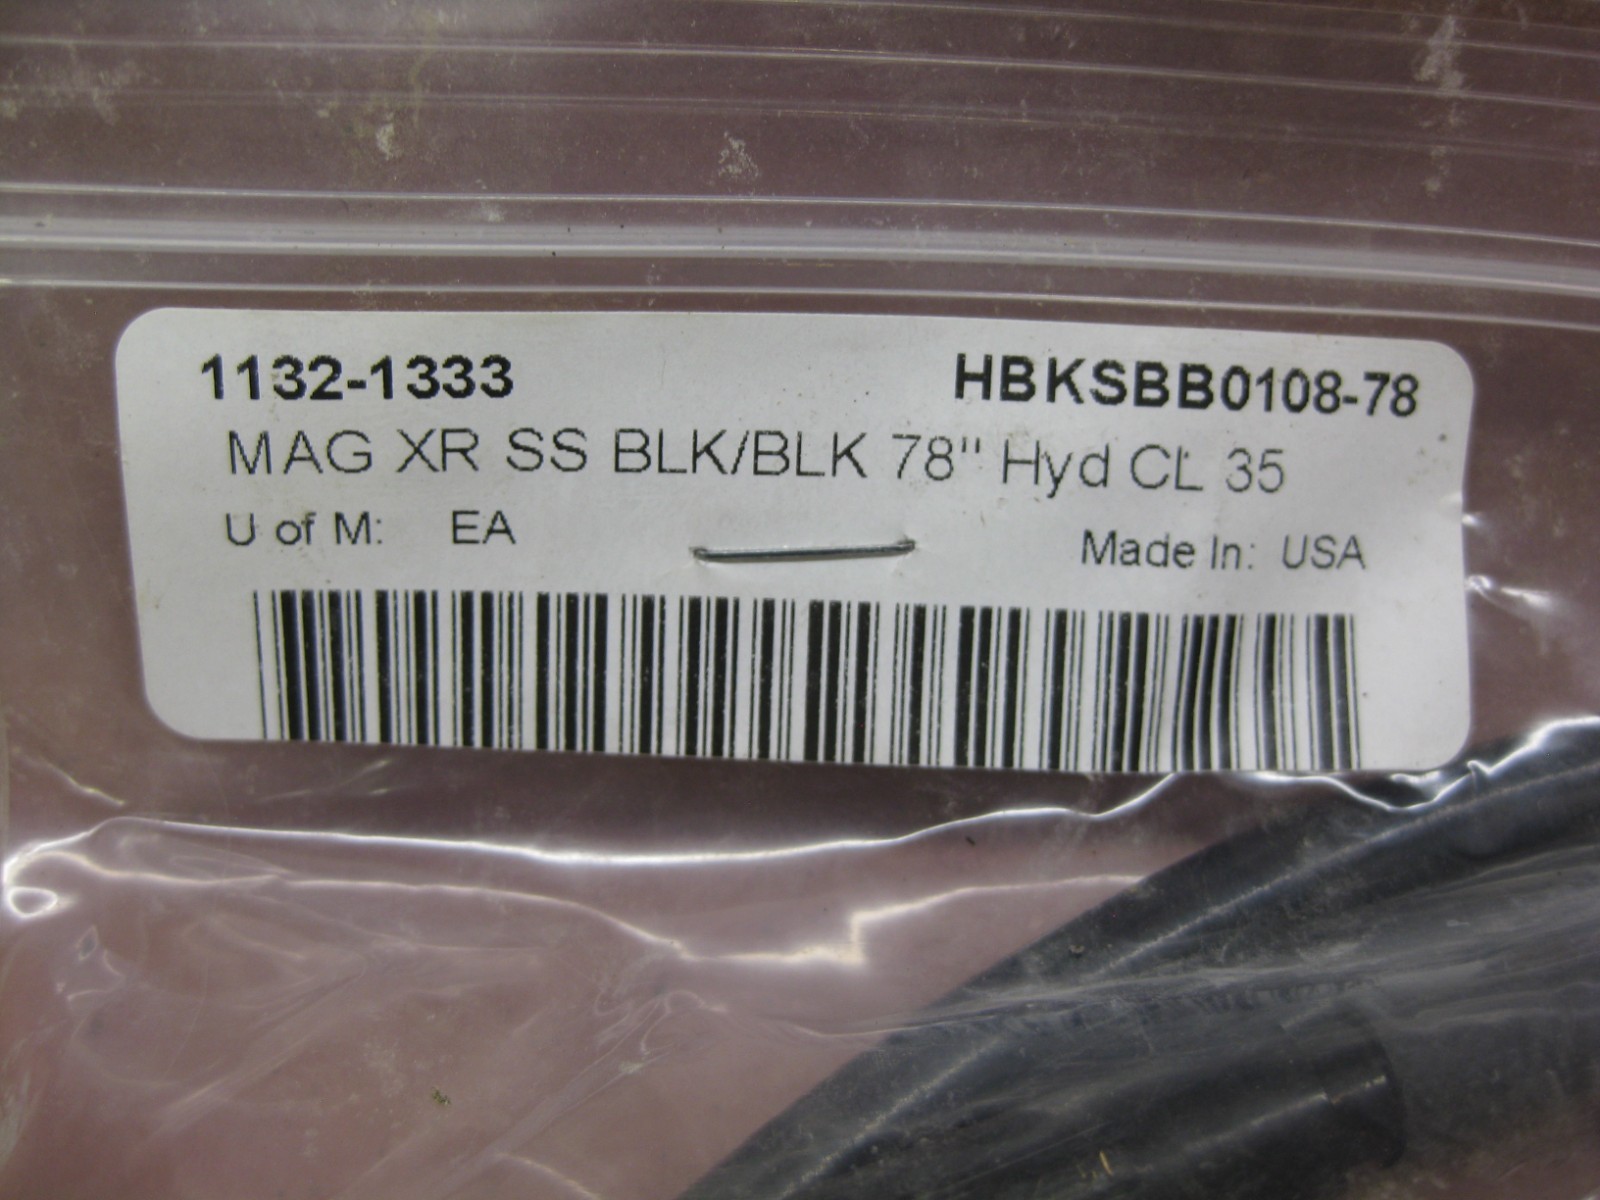 1132-1333 HBKSBB0108-78
MAG XR SS BLK/BLK 78" Hyd CL 35
U of M: EA Made In: USA